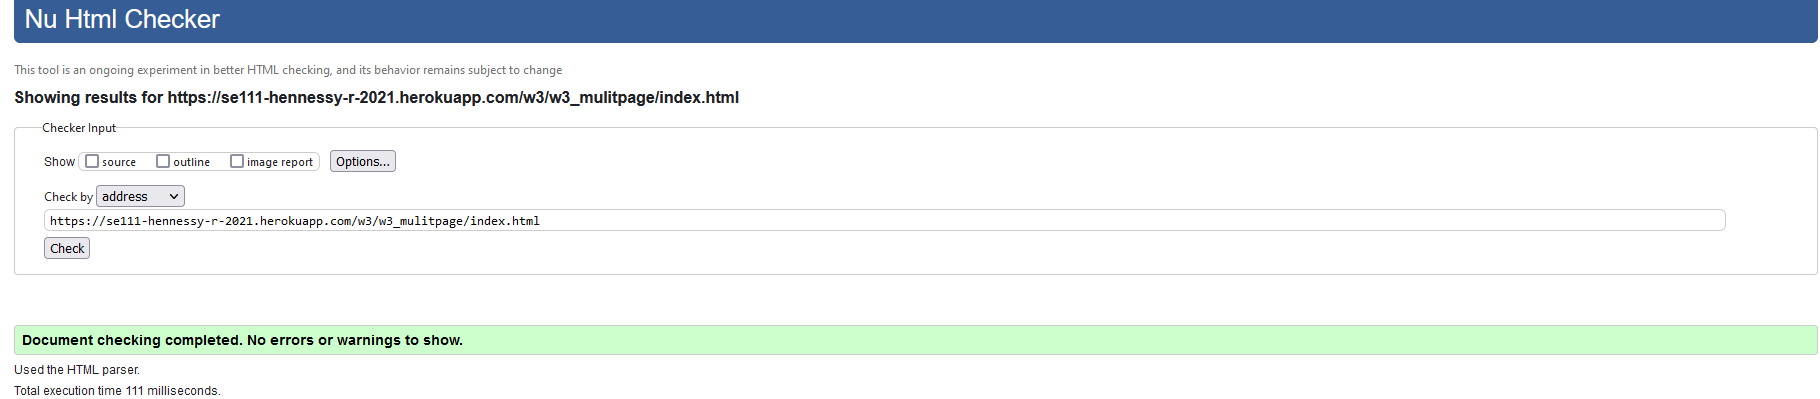 Nu Html Checker
This tool is an ongoing experiment in better HTML checking, and its behavior remains subject to change
Showing results for https://se111-hennessy-r-2021.herokuapp.com/w3/w3_mulitpage/index.html
Checker Input
Show source outline image report Options...
Check by address
https://se111-hennessy-r-2021.herokuapp.com/w3/w3_mulitpage/index.html
Check
Document checking completed. No errors or warnings to show.
Used the HTML parser.
Total execution time 111 milliseconds.